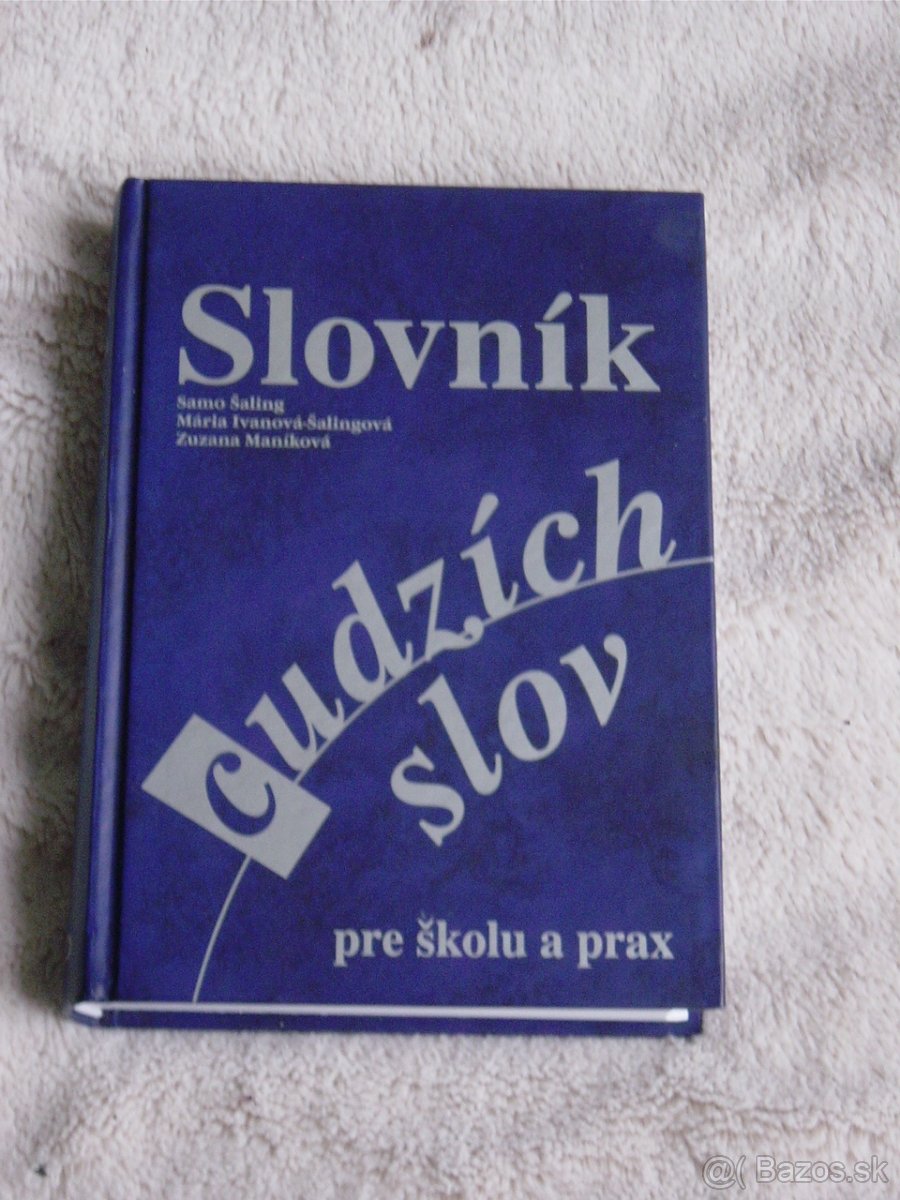 Slovník
Samo Šaling
Mária Ivanová-Šalingová
Zuzana Maníková
cudzích
slov
pre školu a prax
@( Bazos.sk